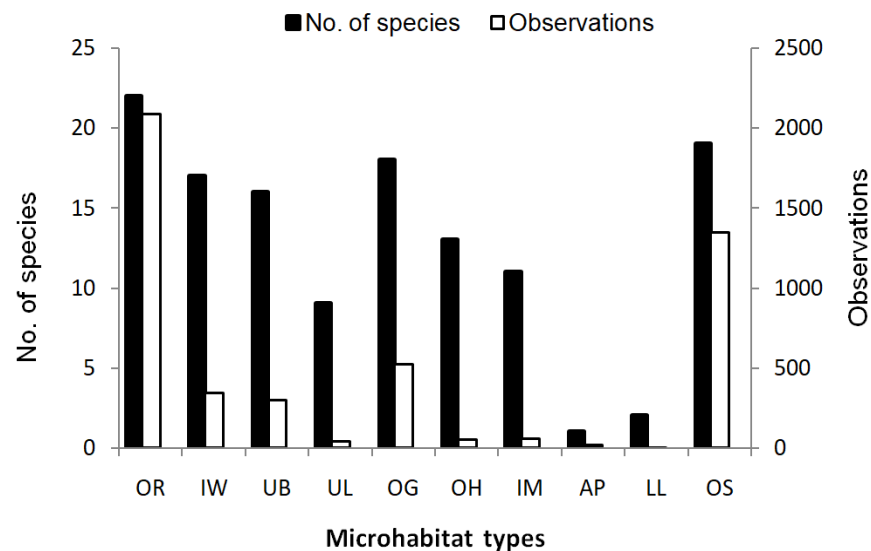 No. of species Observations
25 2500
20 2000
15 1500
10 1000
5 500
0 0
No. of species
Observations
OR IW UB UL OG OH IM AP LL OS
Microhabitat types